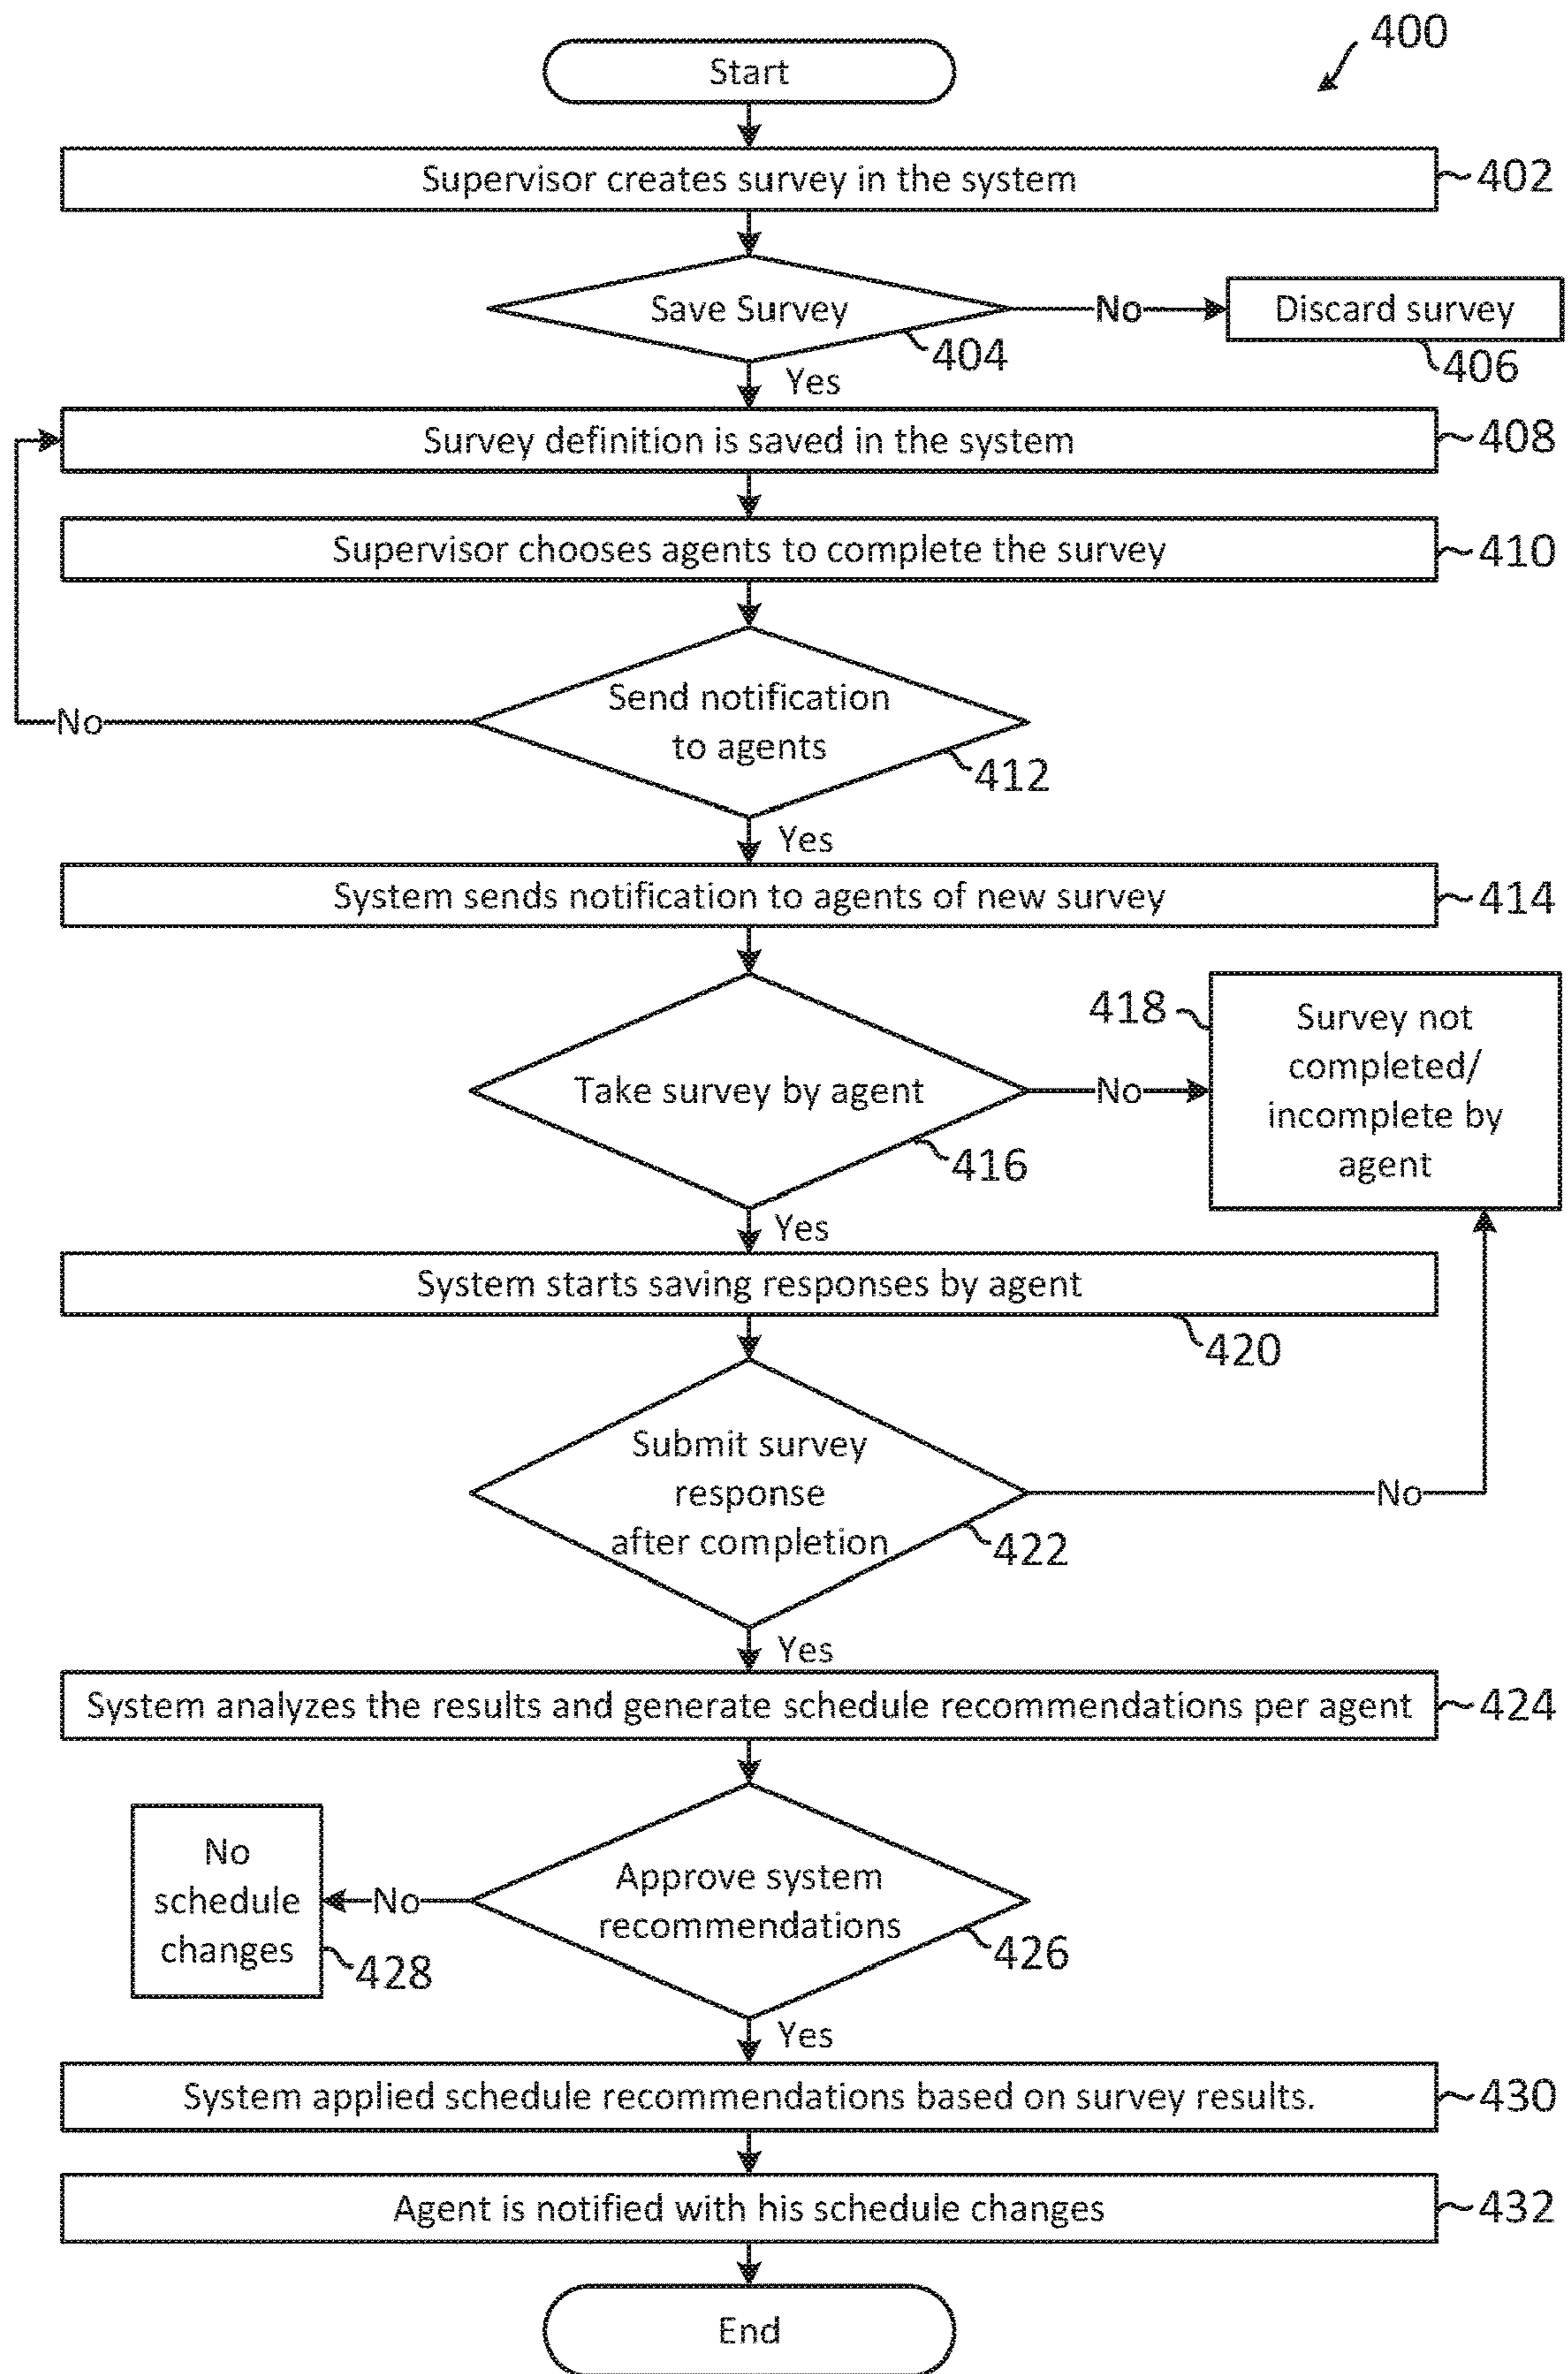 400
Start
Supervisor creates survey in the system
402
Save Survey
No
Discard survey
404
406
Yes
Survey definition is saved in the system
408
Supervisor chooses agents to complete the survey
410
Send notification
to agents
No
412
Yes
System sends notification to agents of new survey
414
418
Survey not
completed/
incomplete by
agent
Take survey by agent
No
416
Yes
System starts saving responses by agent
420
Submit survey
response
after completion
No
422
Yes
System analyzes the results and generate schedule recommendations per agent
424
No
schedule
changes
No
Approve system
recommendations
426
428
Yes
System applied schedule recommendations based on survey results.
430
Agent is notified with his schedule changes
432
End